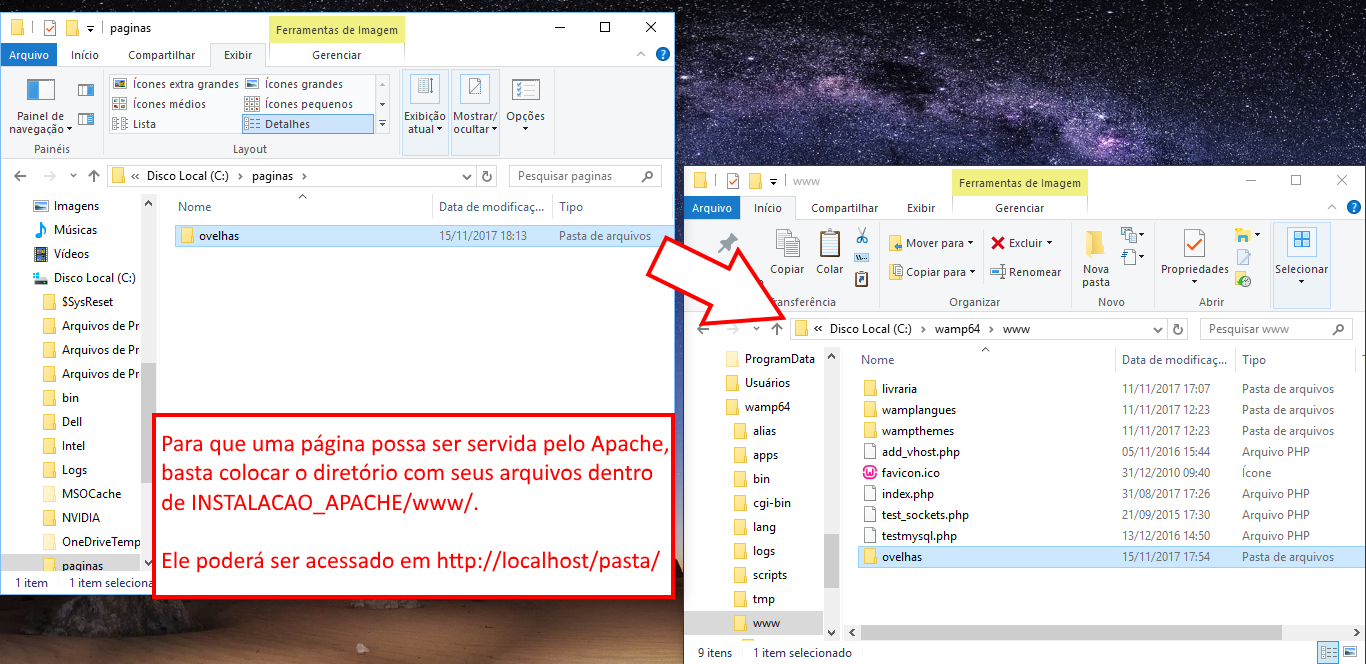 paginas
Ferramentas de Imagem
Arquivo
Início
Compartilhar
Exibir
Gerenciar
Painel de navegação
Ícones extra grandes
Ícones grandes
Ícones médios
Ícones pequenos
Lista
Detalhes
Exibição atual
Mostrar/ ocultar
Opções
Painéis
Layout
« Disco Local (C:) > paginas >
Pesquisar paginas
Imagens
Músicas
Vídeos
Disco Local (C:)
$SysReset
Arquivos de Pr
Arquivos de Pr
Arquivos de Pr
bin
Dell
Intel
Logs
MSOCache
NVIDIA
OneDriveTemp
paginas
Nome
Data de modificaç...
Tipo
ovelhas 15/11/2017 18:13 Pasta de arquivos
1 item
1 item seleciona
Para que uma página possa ser servida pelo Apache,
basta colocar o diretório com seus arquivos dentro
de INSTALACAO_APACHE/www/.
Ele poderá ser acessado em http://localhost/pasta/
www
Ferramentas de Imagem
Arquivo
Início
Compartilhar
Exibir
Gerenciar
Copiar
Colar
Mover para
Copiar para
Excluir
Renomear
Nova pasta
Propriedades
Selecionar
nsferência
Organizar
Novo
Abrir
« Disco Local (C:) > wamp64 > www
Pesquisar www
ProgramData
Usuários
wamp64
alias
apps
bin
cgi-bin
lang
logs
scripts
tmp
www
Nome
Data de modificaç...
Tipo
livraria 11/11/2017 17:07 Pasta de arquivos
wamplangues 11/11/2017 12:23 Pasta de arquivos
wampthemes 11/11/2017 12:23 Pasta de arquivos
add_vhost.php 05/11/2016 15:44 Arquivo PHP
favicon.ico 31/12/2010 09:40 Ícone
index.php 31/08/2017 17:26 Arquivo PHP
test_sockets.php 21/09/2015 17:30 Arquivo PHP
testmysql.php 13/12/2016 14:50 Arquivo PHP
ovelhas 15/11/2017 17:54 Pasta de arquivos
9 itens
1 item selecionado